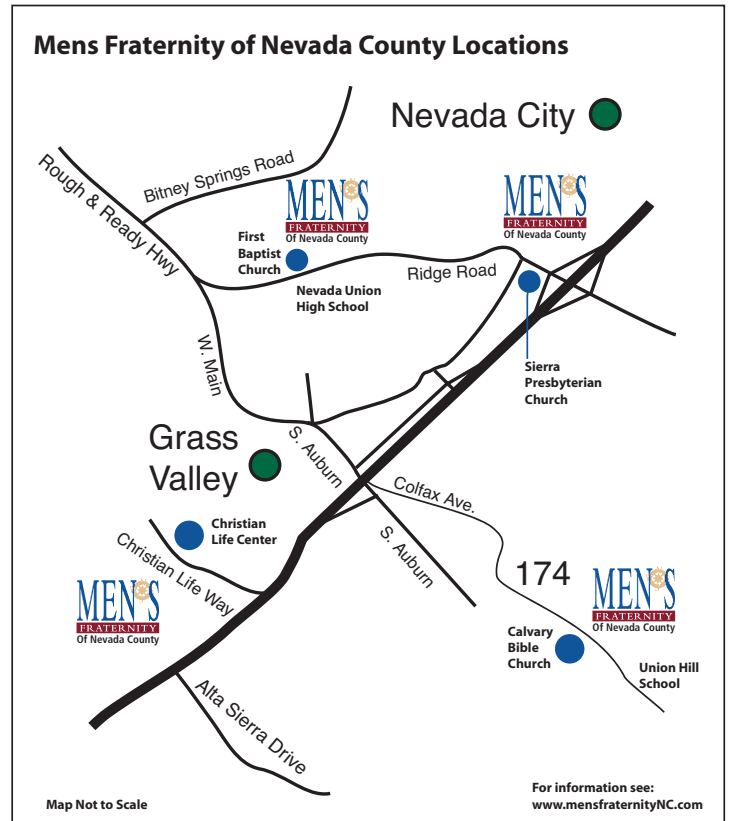 Mens Fraternity of Nevada County Locations
Nevada City
Rough & Ready Hwy
Bitney Springs Road
MEN'S
FRATERNITY
Of Nevada County
MEN'S
FRATERNITY
Of Nevada County
First
Baptist
Church
Ridge Road
Nevada Union
High School
W. Main
Sierra
Presbyterian
Church
Grass
Valley
S. Auburn
Colfax Ave.
Christian
Life Center
Christian Life Way
S. Auburn
174
MEN'S
FRATERNITY
Of Nevada County
MEN'S
FRATERNITY
Of Nevada County
Calvary
Bible
Church
Union Hill
School
Alta Sierra Drive
Map Not to Scale
For information see:
www.mensfraternityNC.com